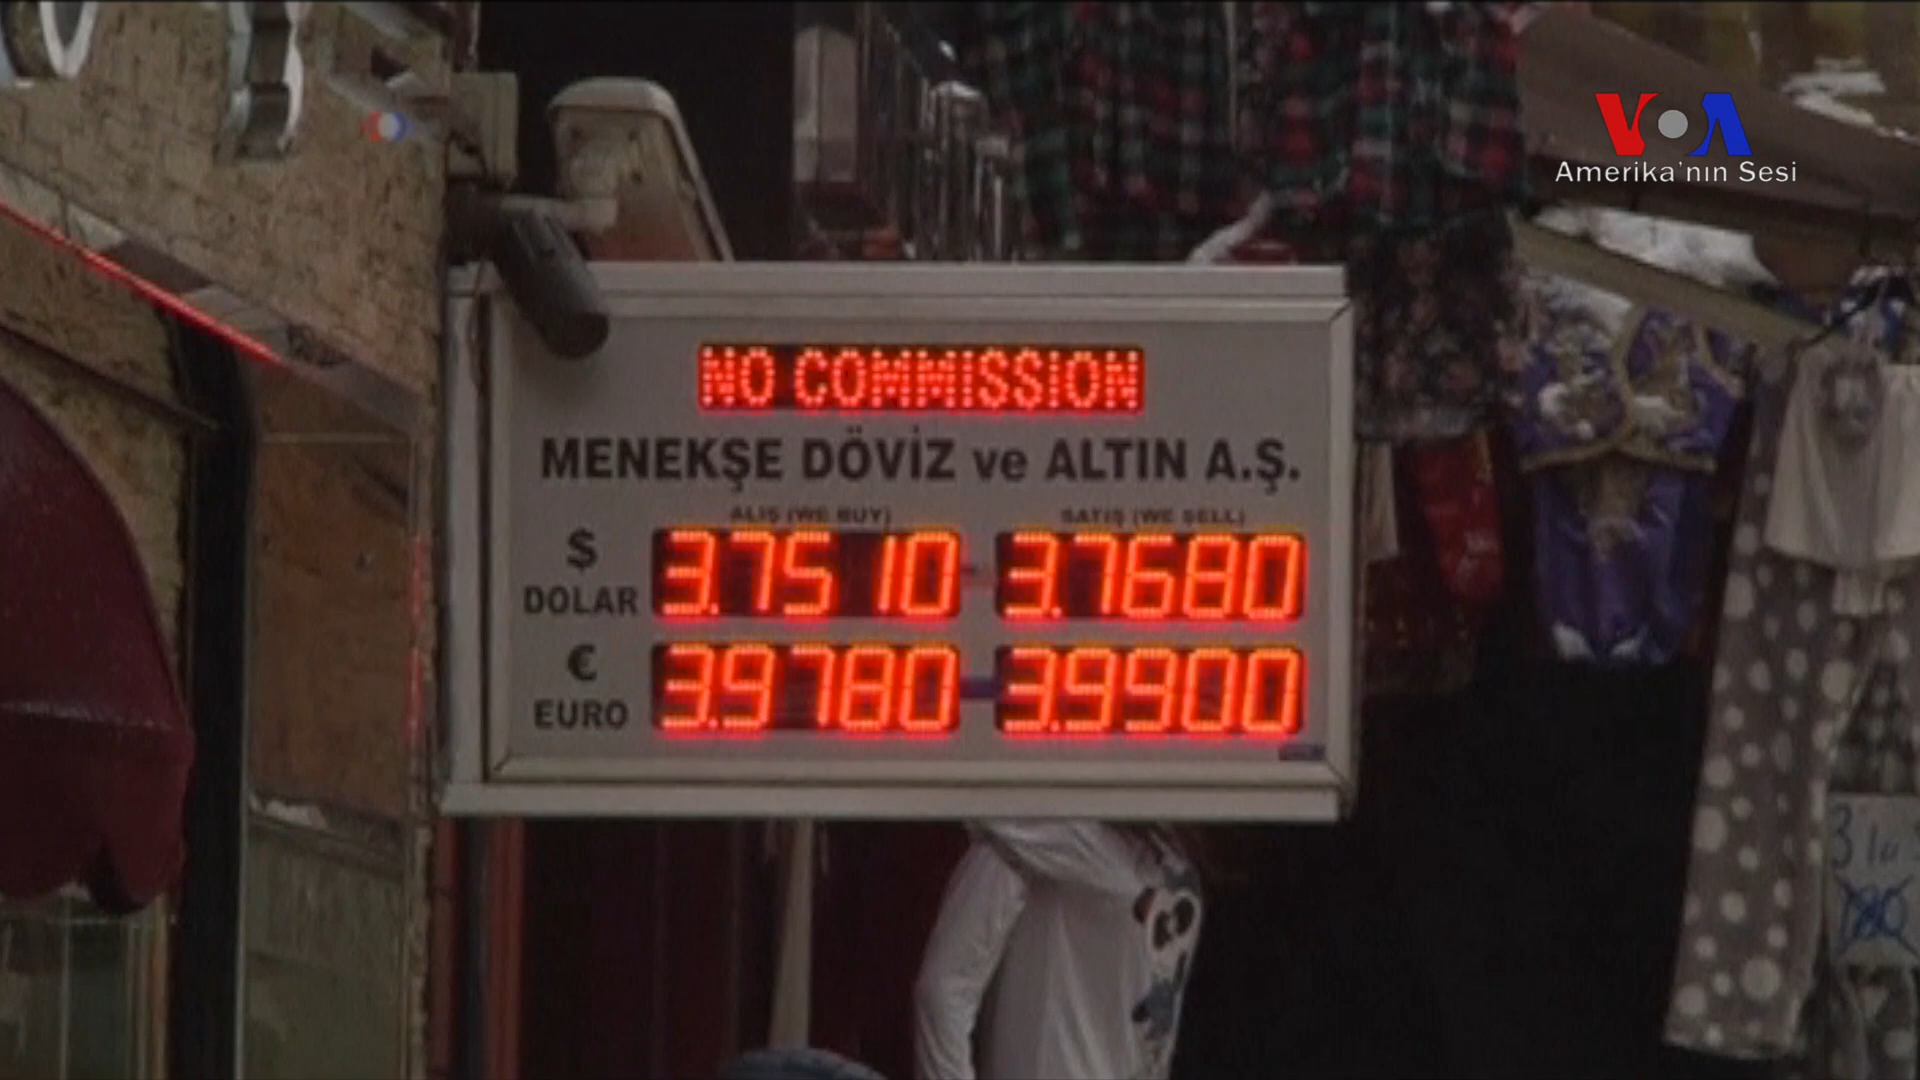 VOA
Amerika'nın Sesi
NO COMMISSION
MENEKŞE DÖVİZ ve ALTIN A.Ş.
ALIŞ (WE BUY) SATIŞ (WE SELL)
$ DOLAR 3.7510 3.7680
€ EURO 3.9780 3.9900